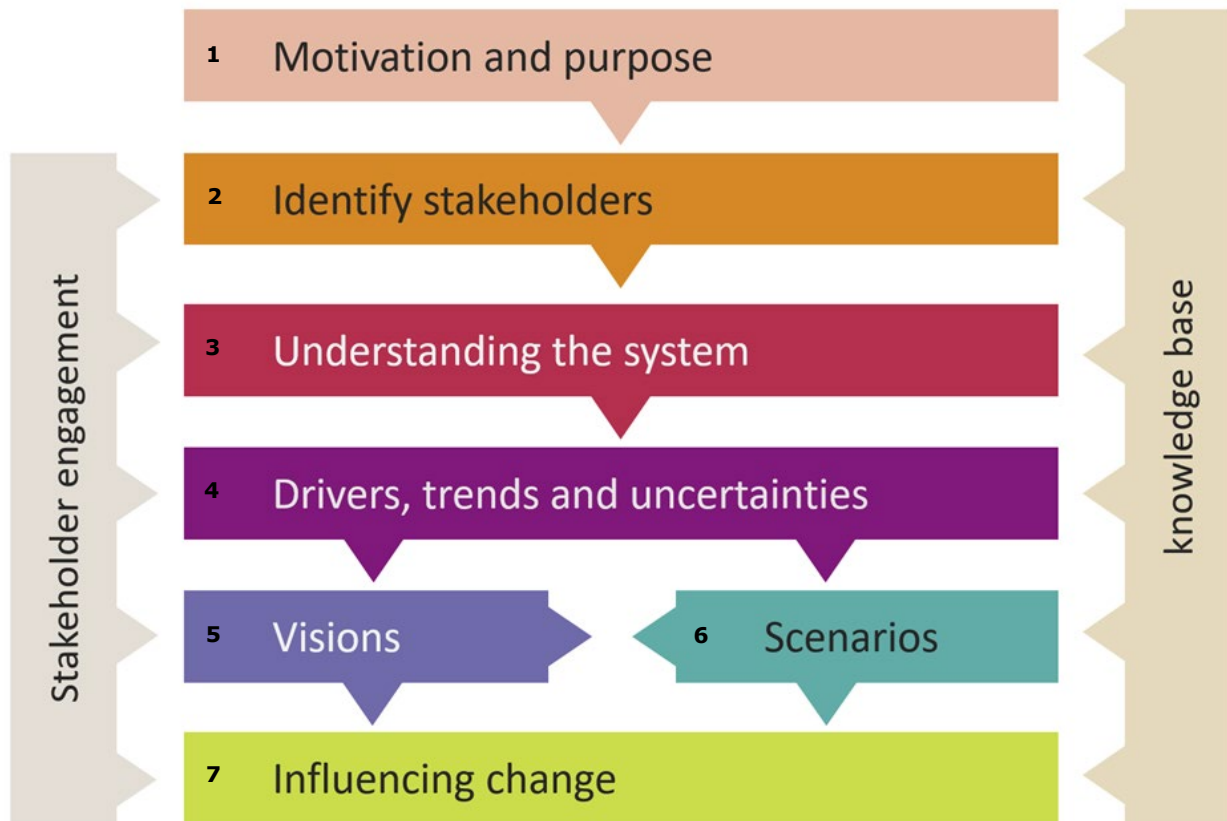 1 Motivation and purpose
2 Identify stakeholders
3 Understanding the system
4 Drivers, trends and uncertainties
5 Visions
6 Scenarios
7 Influencing change
Stakeholder engagement
knowledge base